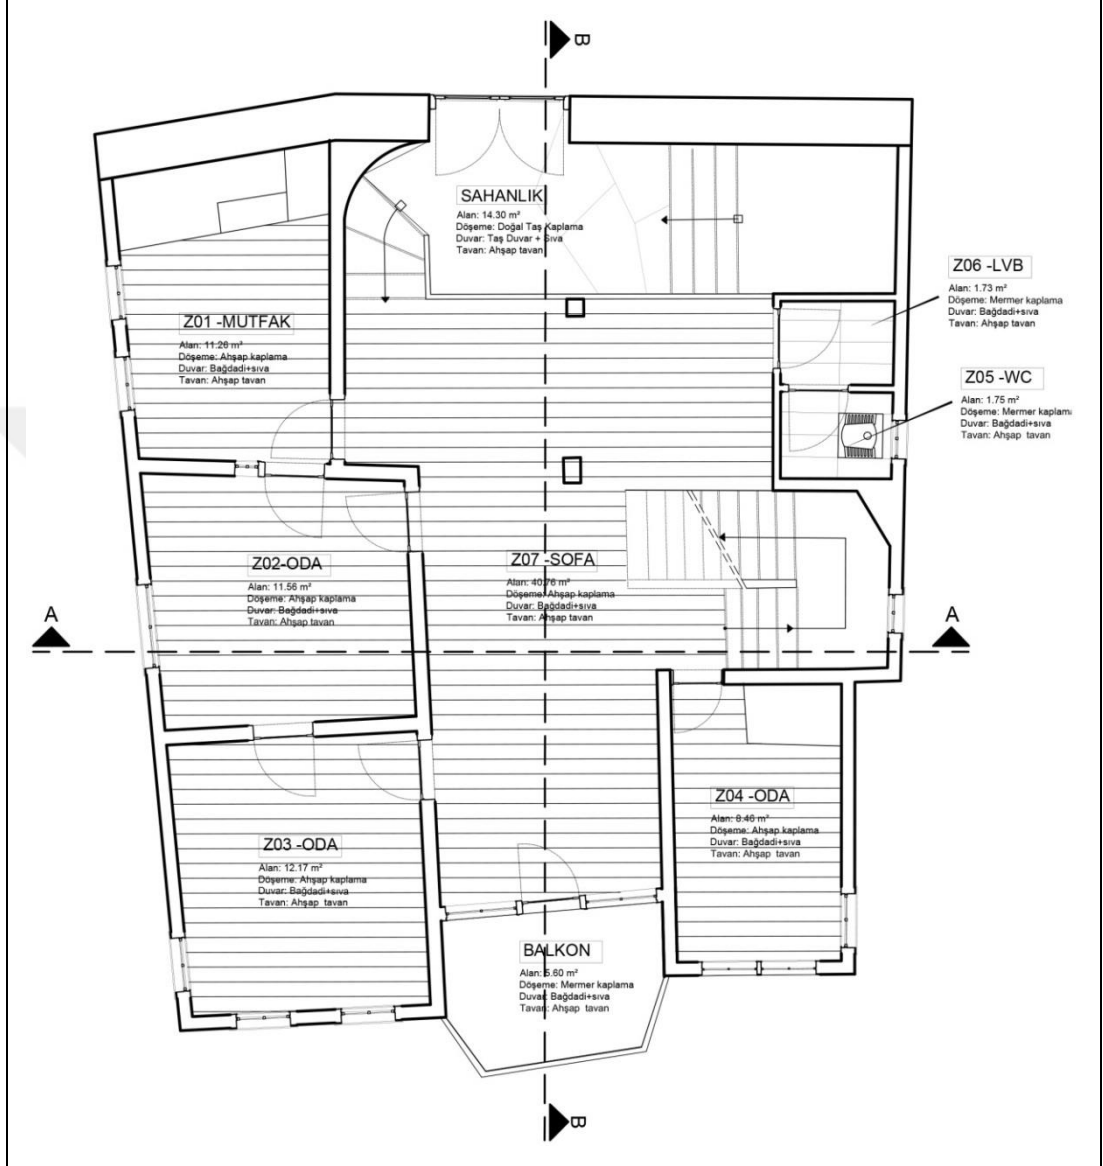 B
SAHANLIK
Alan: 14.30 m²
Döşeme: Doğal Taş Kaplama
Duvar: Taş Duvar + Sıva
Tavan: Ahşap tavan
Z06 -LVB
Alan: 1.73 m²
Döşeme: Mermer kaplama
Duvar: Bağdadi+sıva
Tavan: Ahşap tavan
Z01 -MUTFAK
Alan: 11.26 m²
Döşeme: Ahşap kaplama
Duvar: Bağdadi+sıva
Tavan: Ahşap tavan
Z05 -WC
Alan: 1.75 m²
Döşeme: Mermer kaplam
Duvar: Bağdadi+sıva
Tavan: Ahşap tavan
Z02-ODA
Alan: 11.56 m²
Döşeme: Ahşap kaplama
Duvar: Bağdadi+sıva
Tavan: Ahşap tavan
Z07 -SOFA
Alan: 40.76 m²
Döşeme: Ahşap kaplama
Duvar: Bağdadi+sıva
Tavan: Ahşap tavan
A
A
Z04 -ODA
Alan: 8.46 m²
Döşeme: Ahşap kaplama
Duvar: Bağdadi+sıva
Tavan: Ahşap tavan
Z03 -ODA
Alan: 12.17 m²
Döşeme: Ahşap kaplama
Duvar: Bağdadi+sıva
Tavan: Ahşap tavan
BALKON
Alan: 5.60 m²
Döşeme: Mermer kaplama
Duvar: Bağdadi+sıva
Tavan: Ahşap tavan
B